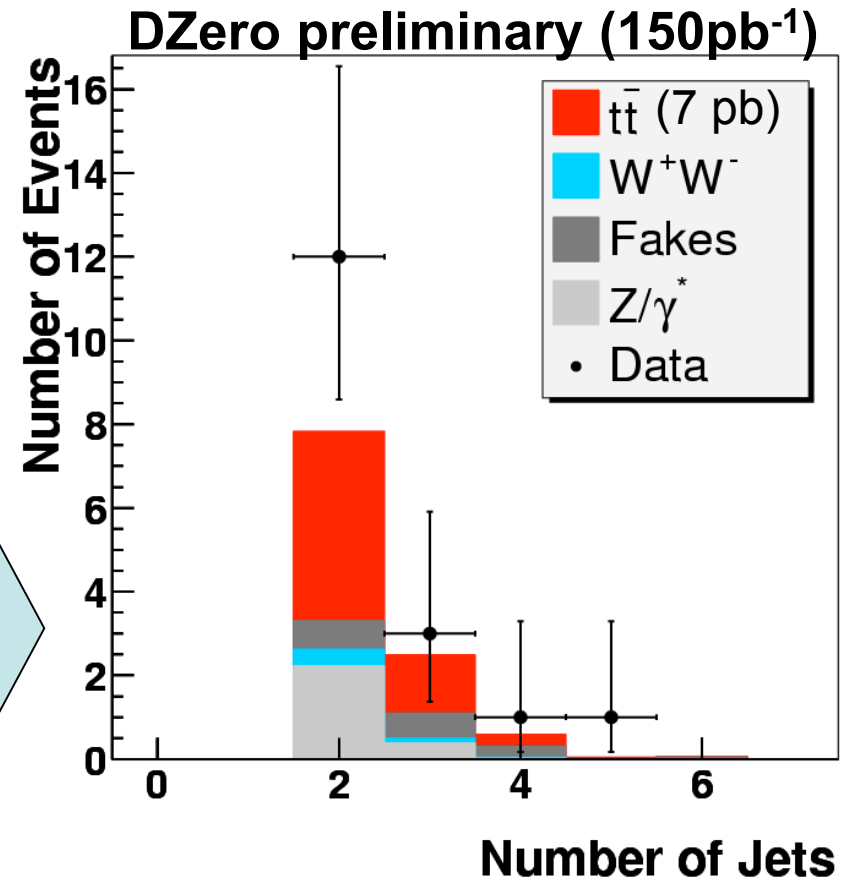 DZero preliminary (150pb⁻¹)
Number of Events
16
14
12
10
8
6
4
2
0
tt̄ (7 pb)
W⁺W⁻
Fakes
Z/γ*
Data
0 2 4 6
Number of Jets